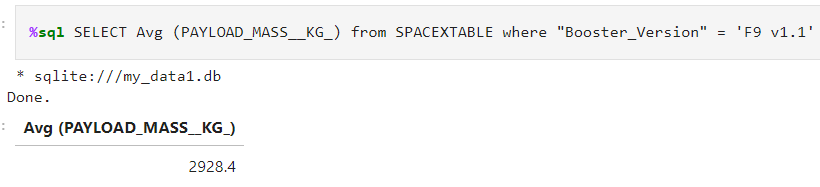 %sql SELECT Avg (PAYLOAD_MASS__KG_) from SPACEXTABLE where "Booster_Version" = 'F9 v1.1'
* sqlite:///my_data1.db
Done.
Avg (PAYLOAD_MASS__KG_)
2928.4